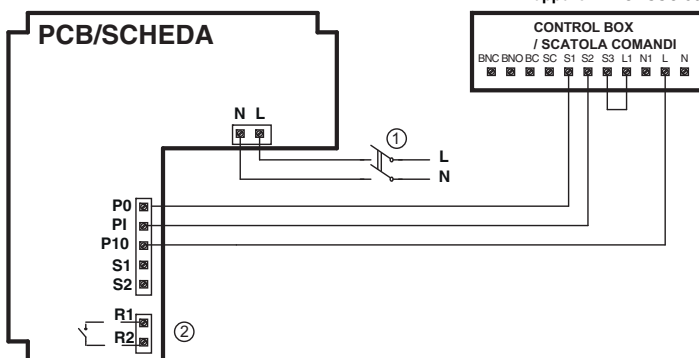 PCB/SCHEDA
CONTROL BOX
/ SCATOLA COMANDI
BNC BNO BC SC S1 S2 S3 L1 N1 L N
N L
1
L
N
P0
PI
P10
S1
S2
R1
R2
2